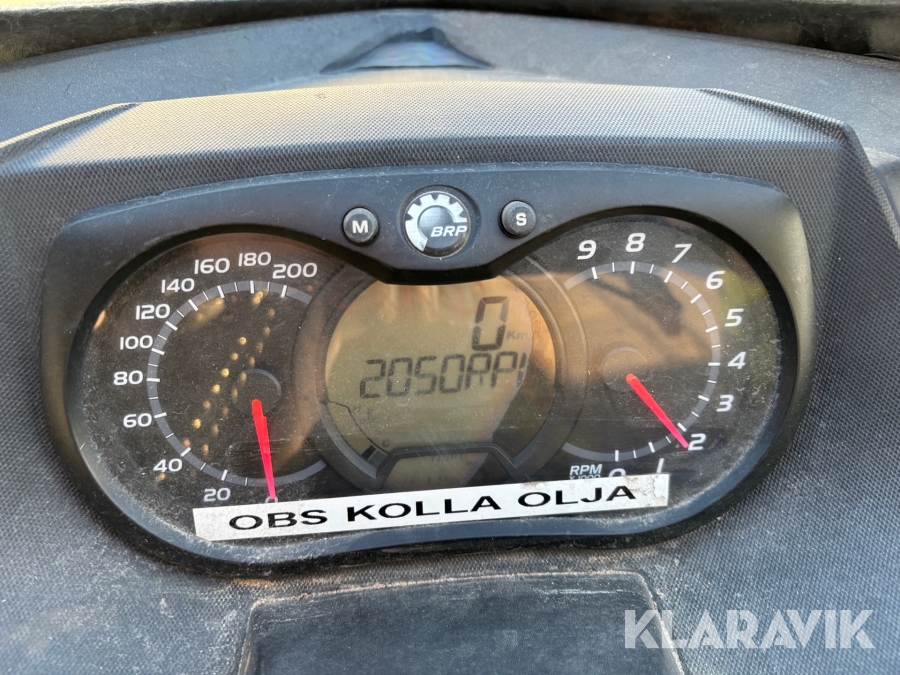 M BRP S
20 40 60 80 100 120 140 160 180 200
0 Km
2050RPM
9 8 7 6 5 4 3 2 1 0
RPM
OBS KOLLA OLJA
KLARAVIK